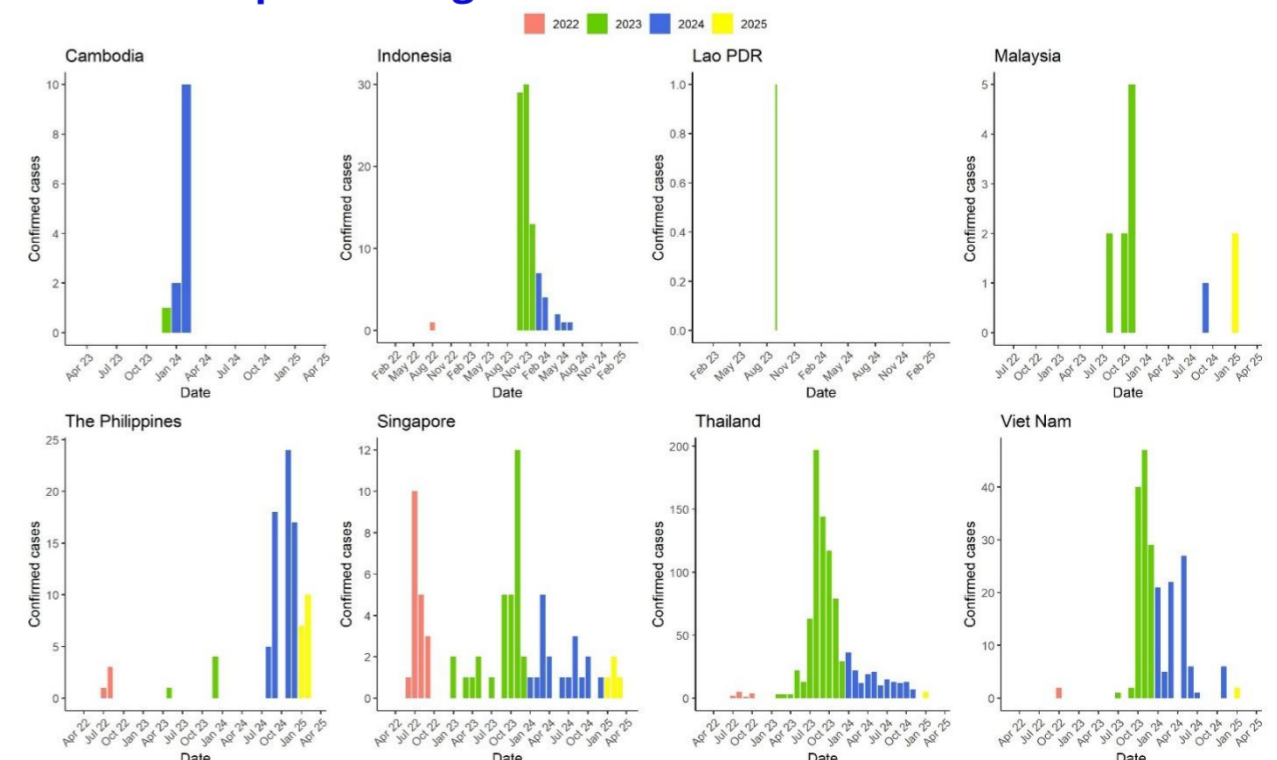 2022 2023 2024 2025
Cambodia
Confirmed cases
10
8
6
4
2
0
Apr 23 Jul 23 Oct 23 Jan 24 Apr 24 Jul 24 Oct 24 Jan 25 Apr 25
Date
Indonesia
Confirmed cases
30
20
10
0
Feb 22 May 22 Aug 22 Nov 22 Feb 23 May 23 Aug 23 Nov 23 Feb 24 May 24 Aug 24 Nov 24 Feb 25
Date
Lao PDR
Confirmed cases
1.0
0.8
0.6
0.4
0.2
0.0
Feb 23 May 23 Aug 23 Nov 23 Feb 24 May 24 Aug 24 Nov 24 Feb 25
Date
Malaysia
Confirmed cases
5
4
3
2
1
0
Jul 22 Oct 22 Jan 23 Apr 23 Jul 23 Oct 23 Jan 24 Apr 24 Jul 24 Oct 24 Jan 25 Apr 25
Date
The Philippines
Confirmed cases
25
20
15
10
5
0
Apr 22 Jul 22 Oct 22 Jan 23 Apr 23 Jul 23 Oct 23 Jan 24 Apr 24 Jul 24 Oct 24 Jan 25 Apr 25
Date
Singapore
Confirmed cases
12
10
8
6
4
2
0
Apr 22 Jul 22 Oct 22 Jan 23 Apr 23 Jul 23 Oct 23 Jan 24 Apr 24 Jul 24 Oct 24 Jan 25 Apr 25
Date
Thailand
Confirmed cases
200
150
100
50
0
Apr 22 Jul 22 Oct 22 Jan 23 Apr 23 Jul 23 Oct 23 Jan 24 Apr 24 Jul 24 Oct 24 Jan 25 Apr 25
Date
Viet Nam
Confirmed cases
40
30
20
10
0
Apr 22 Jul 22 Oct 22 Jan 23 Apr 23 Jul 23 Oct 23 Jan 24 Apr 24 Jul 24 Oct 24 Jan 25 Apr 25
Date